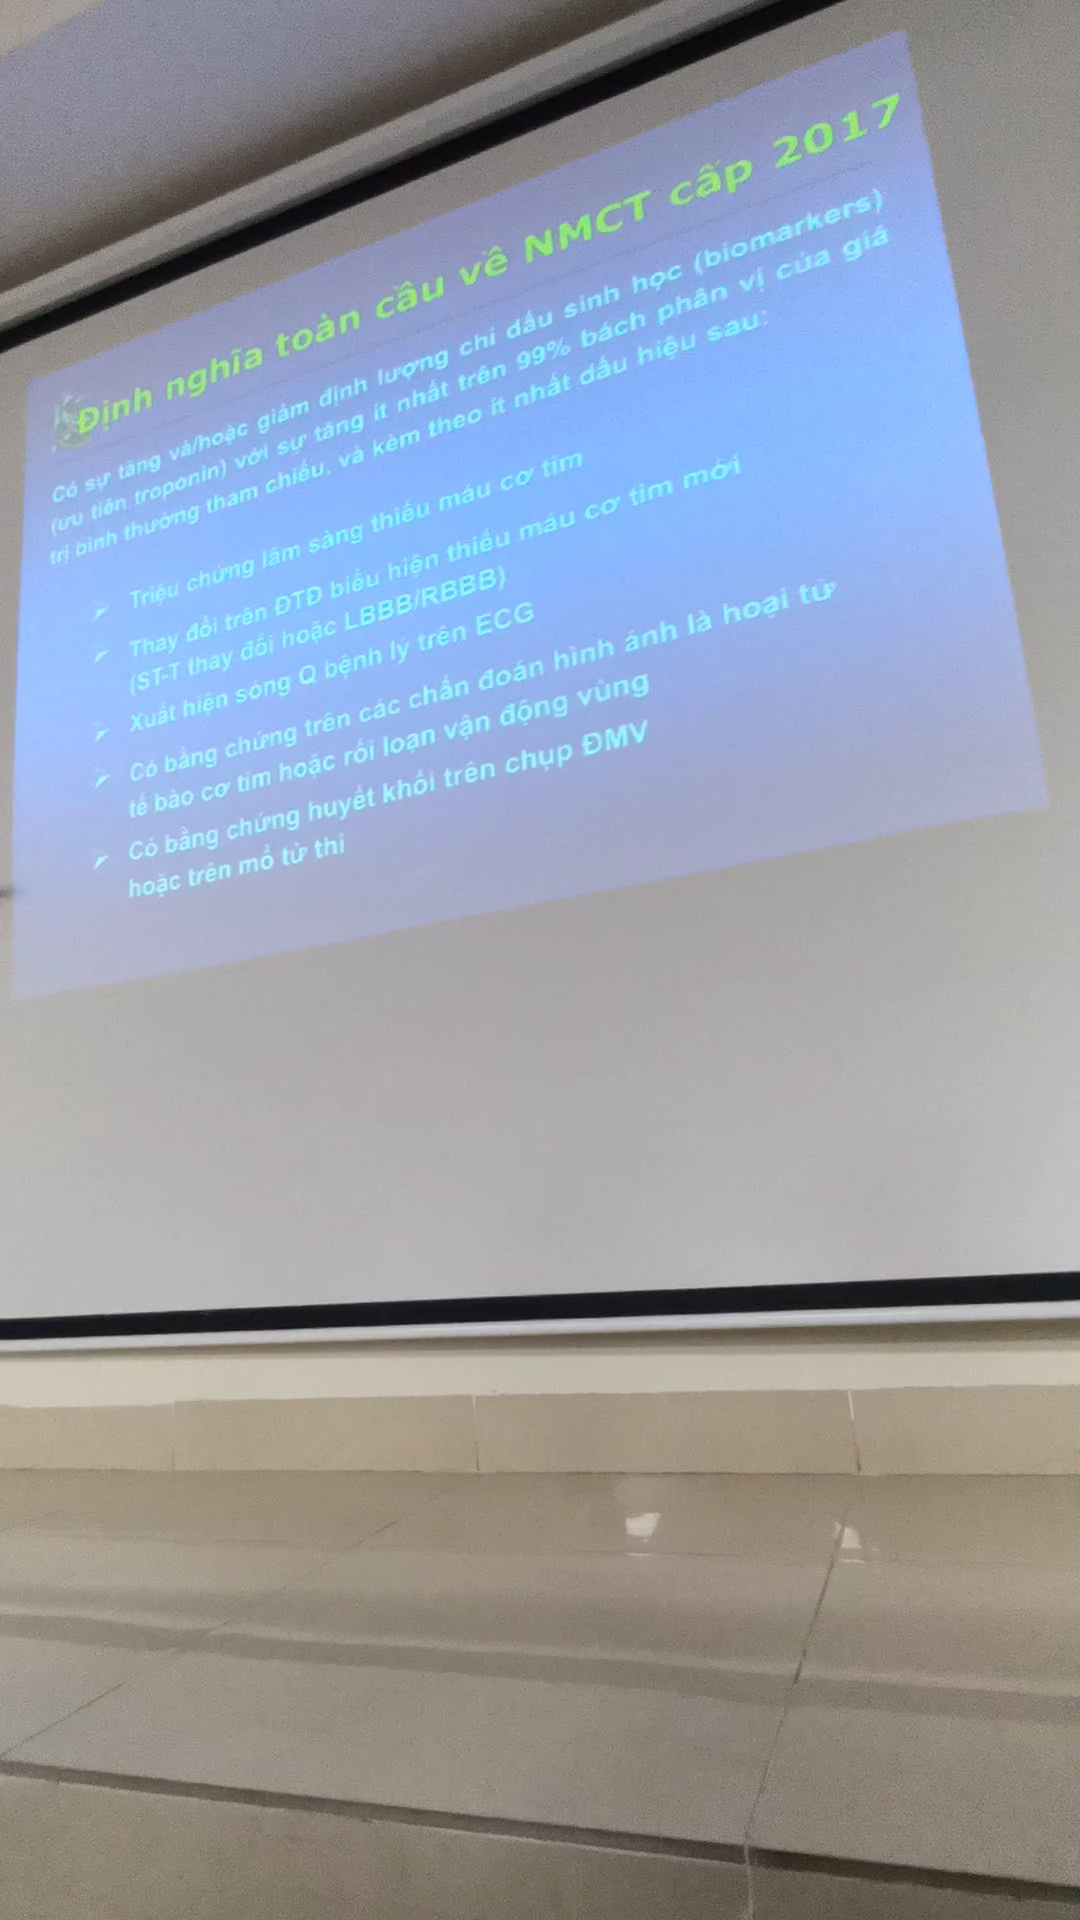 Định nghĩa toàn cầu về NMCT cấp 2017
Có sự tăng và/hoặc giảm định lượng chỉ dấu sinh học (biomarkers)
(ưu tiên troponin) với sự tăng ít nhất trên 99% bách phân vị của giá
trị bình thường tham chiếu, và kèm theo ít nhất dấu hiệu sau:
➢ Triệu chứng lâm sàng thiếu máu cơ tim
➢ Thay đổi trên ĐTĐ biểu hiện thiếu máu cơ tim mới
(ST-T thay đổi hoặc LBBB/RBBB)
➢ Xuất hiện sóng Q bệnh lý trên ECG
➢ Có bằng chứng trên các chẩn đoán hình ảnh là hoại tử
tế bào cơ tim hoặc rối loạn vận động vùng
➢ Có bằng chứng huyết khối trên chụp ĐMV
hoặc trên mổ tử thi